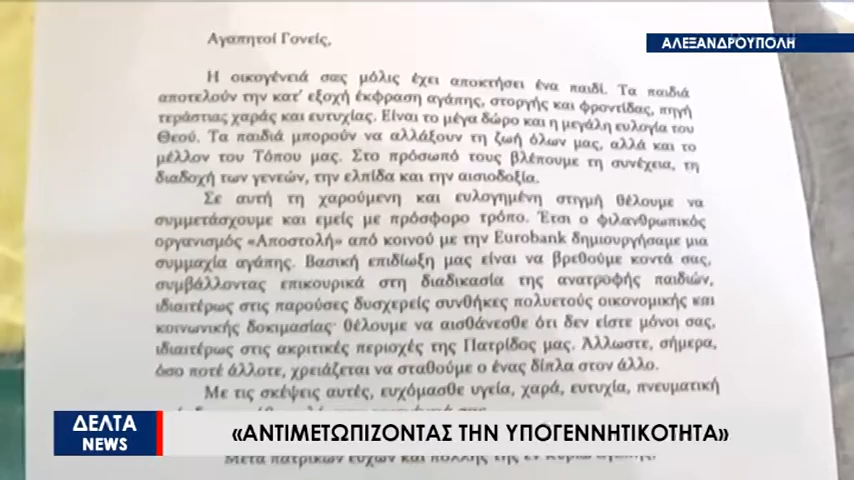 Αγαπητοί Γονείς,
ΑΛΕΞΑΝΔΡΟΥΠΟΛΗ
Η οικογένειά σας μόλις έχει αποκτήσει ένα παιδί. Τα παιδιά
αποτελούν την κατ' εξοχή έκφραση αγάπης, στοργής και φροντίδας, πηγή
τεράστιας χαράς και ευτυχίας. Είναι το μέγα δώρο και η μεγάλη ευλογία του
Θεού. Τα παιδιά μπορούν να αλλάξουν τη ζωή όλων μας, αλλά και το
μέλλον του Τόπου μας. Στο πρόσωπό τους βλέπουμε τη συνέχεια, τη
διαδοχή των γενεών, την ελπίδα και την αισιοδοξία.
Σε αυτή τη χαρούμενη και ευλογημένη στιγμή θέλουμε να
συμμετάσχουμε και εμείς με πρόσφορο τρόπο. Έτσι ο φιλανθρωπικός
οργανισμός «Αποστολή» από κοινού με την Eurobank δημιουργήσαμε μια
συμμαχία αγάπης. Βασική επιδίωξη μας είναι να βρεθούμε κοντά σας,
συμβάλλοντας επικουρικά στη διαδικασία της ανατροφής παιδιών,
ιδιαιτέρως στις παρούσες δυσχερείς συνθήκες πολυετούς οικονομικής και
κοινωνικής δοκιμασίας· θέλουμε να αισθάνεσθε ότι δεν είστε μόνοι σας,
ιδιαιτέρως στις ακριτικές περιοχές της Πατρίδος μας. Άλλωστε, σήμερα,
όσο ποτέ άλλοτε, χρειάζεται να σταθούμε ο ένας δίπλα στον άλλο.
Με τις σκέψεις αυτές, ευχόμασθε υγεία, χαρά, ευτυχία, πνευματική
ΔΕΛΤΑ
NEWS
«ΑΝΤΙΜΕΤΩΠΙΖΟΝΤΑΣ ΤΗΝ ΥΠΟΓΕΝΝΗΤΙΚΟΤΗΤΑ»
Μετά πατρικών ευχών και πολλής της εν Κυρίω αγάπης,